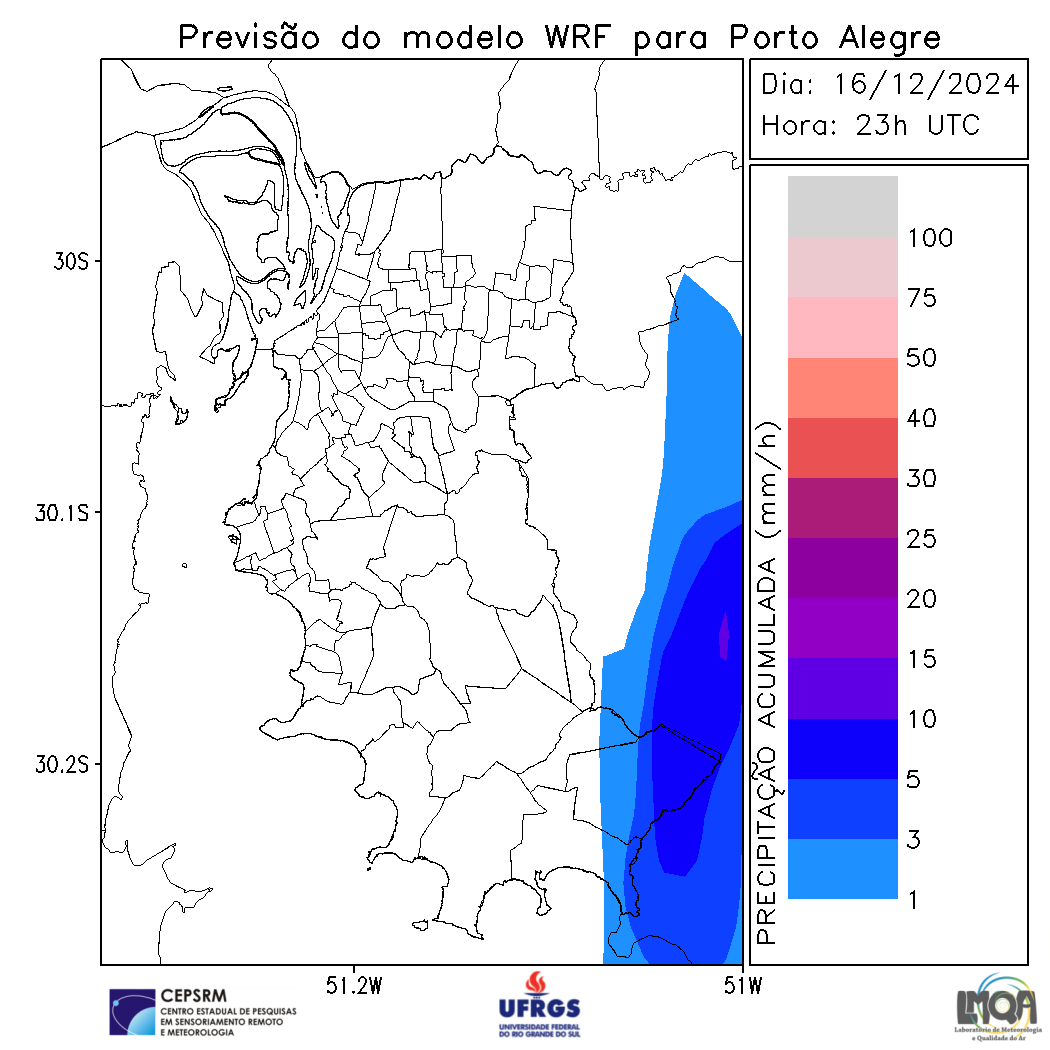 Previsão do modelo WRF para Porto Alegre
Dia: 16/12/2024
Hora: 23h UTC
30S
30.1S
30.2S
51.2W
51W
PRECIPITAÇÃO ACUMULADA (mm/h)
100
75
50
40
30
25
20
15
10
5
3
1
CEPSRM
CENTRO ESTADUAL DE PESQUISAS
EM SENSORIAMENTO REMOTO
E METEOROLOGIA
UFRGS
UNIVERSIDADE FEDERAL
DO RIO GRANDE DO SUL
LMQA
Laboratório de Meteorologia
e Qualidade do Ar